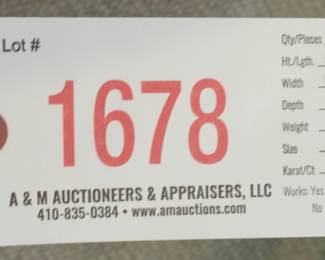 Lot #
1678
A & M AUCTIONEERS & APPRAISERS, LLC
410-835-0384 • www.amauctions.com
Qty/Pieces
Ht./Lgth.
Width
Depth
Weight
Size
Karat/Ct
Works: Yes
No